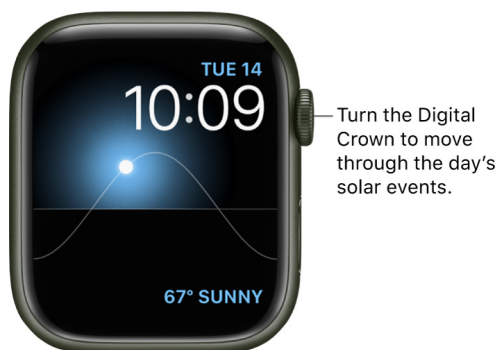 TUE 14
10:09
Turn the Digital
Crown to move
through the day's
solar events.
67° SUNNY